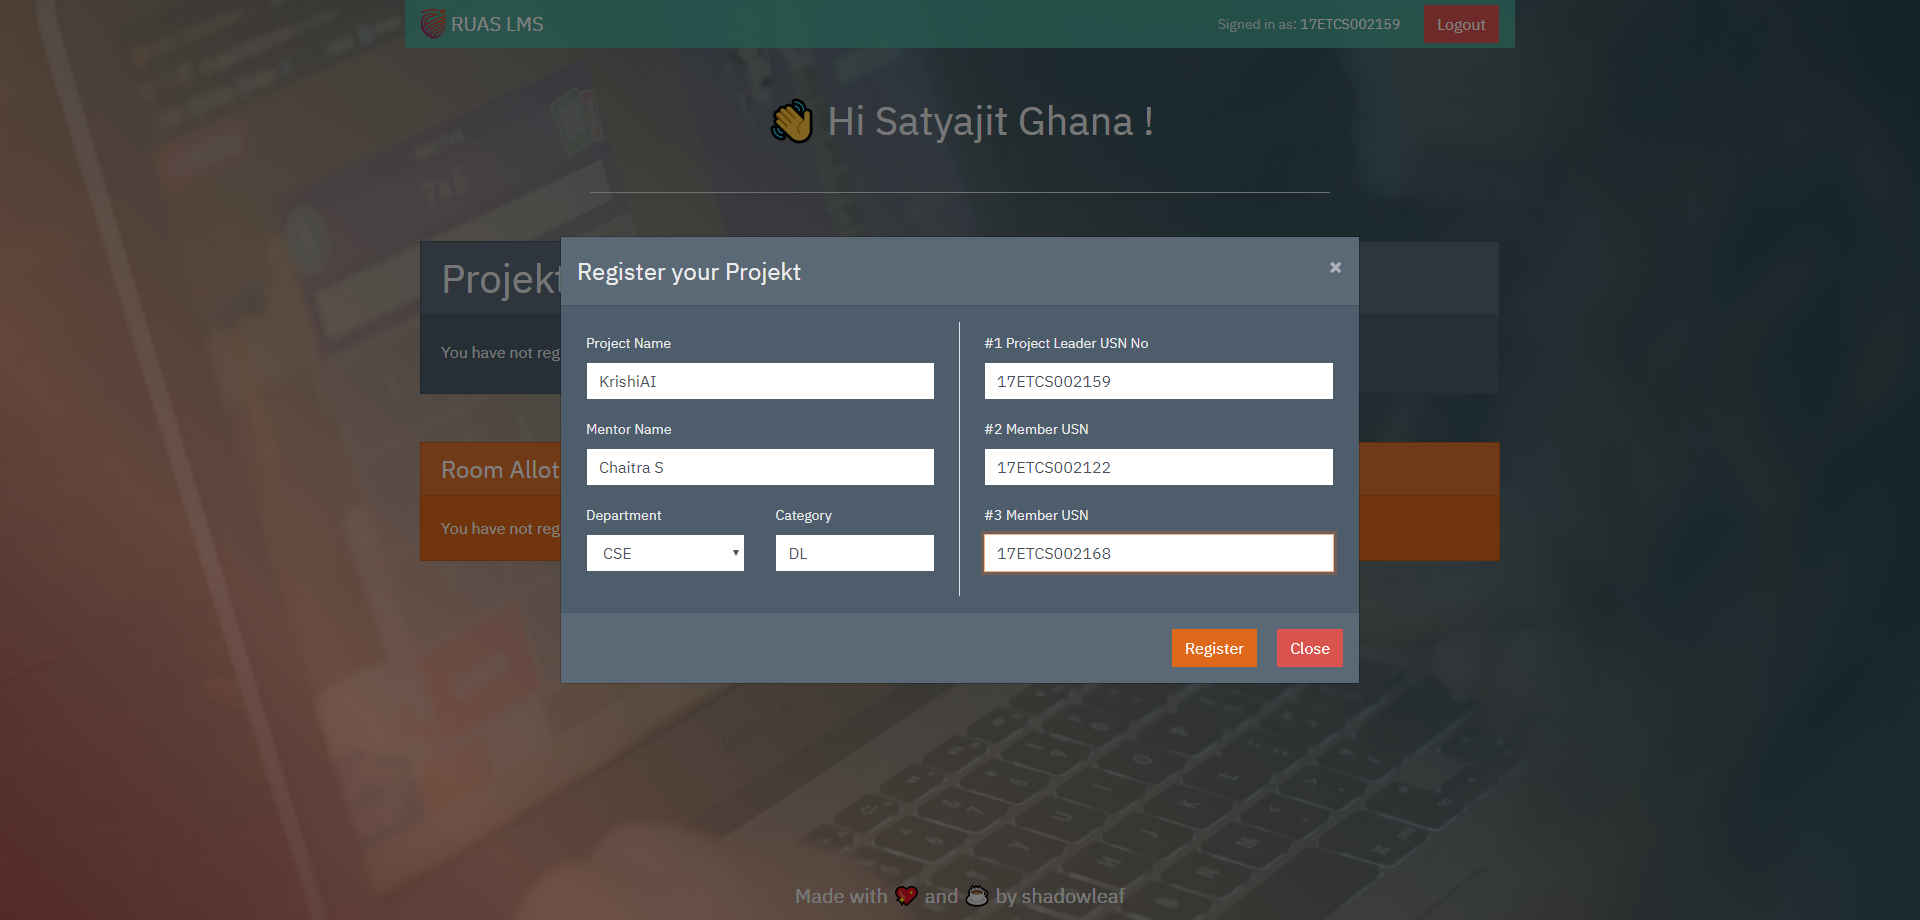 RUAS LMS
Signed in as: 17ETCS002159
Logout
Hi Satyajit Ghana !
Projekt
You have not reg
Room Allot
You have not reg
Register your Projekt
×
Project Name
KrishiAI
Mentor Name
Chaitra S
Department
Category
CSE
DL
#1 Project Leader USN No
17ETCS002159
#2 Member USN
17ETCS002122
#3 Member USN
17ETCS002168
Register
Close
Made with ❤ and ☕ by shadowleaf